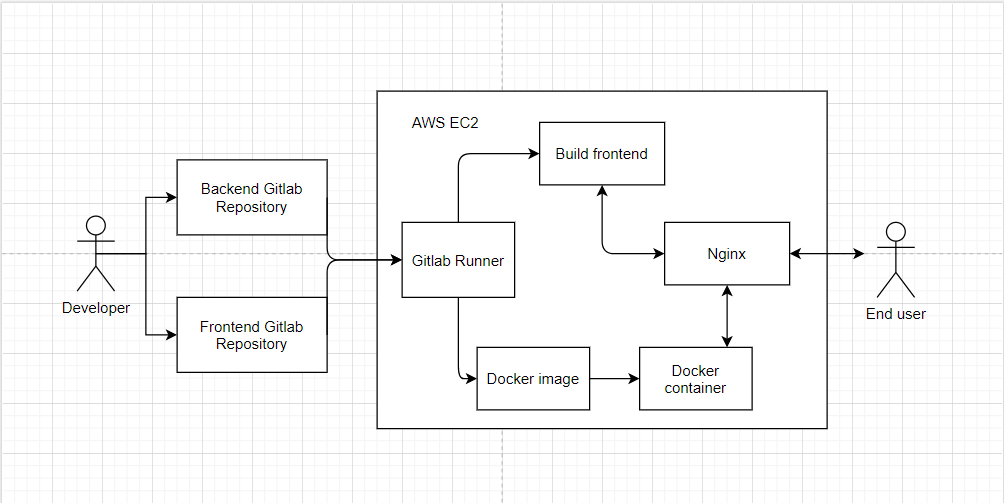 AWS EC2
Build frontend
Backend Gitlab
Repository
Gitlab Runner
Nginx
Developer
End user
Frontend Gitlab
Repository
Docker image
Docker
container